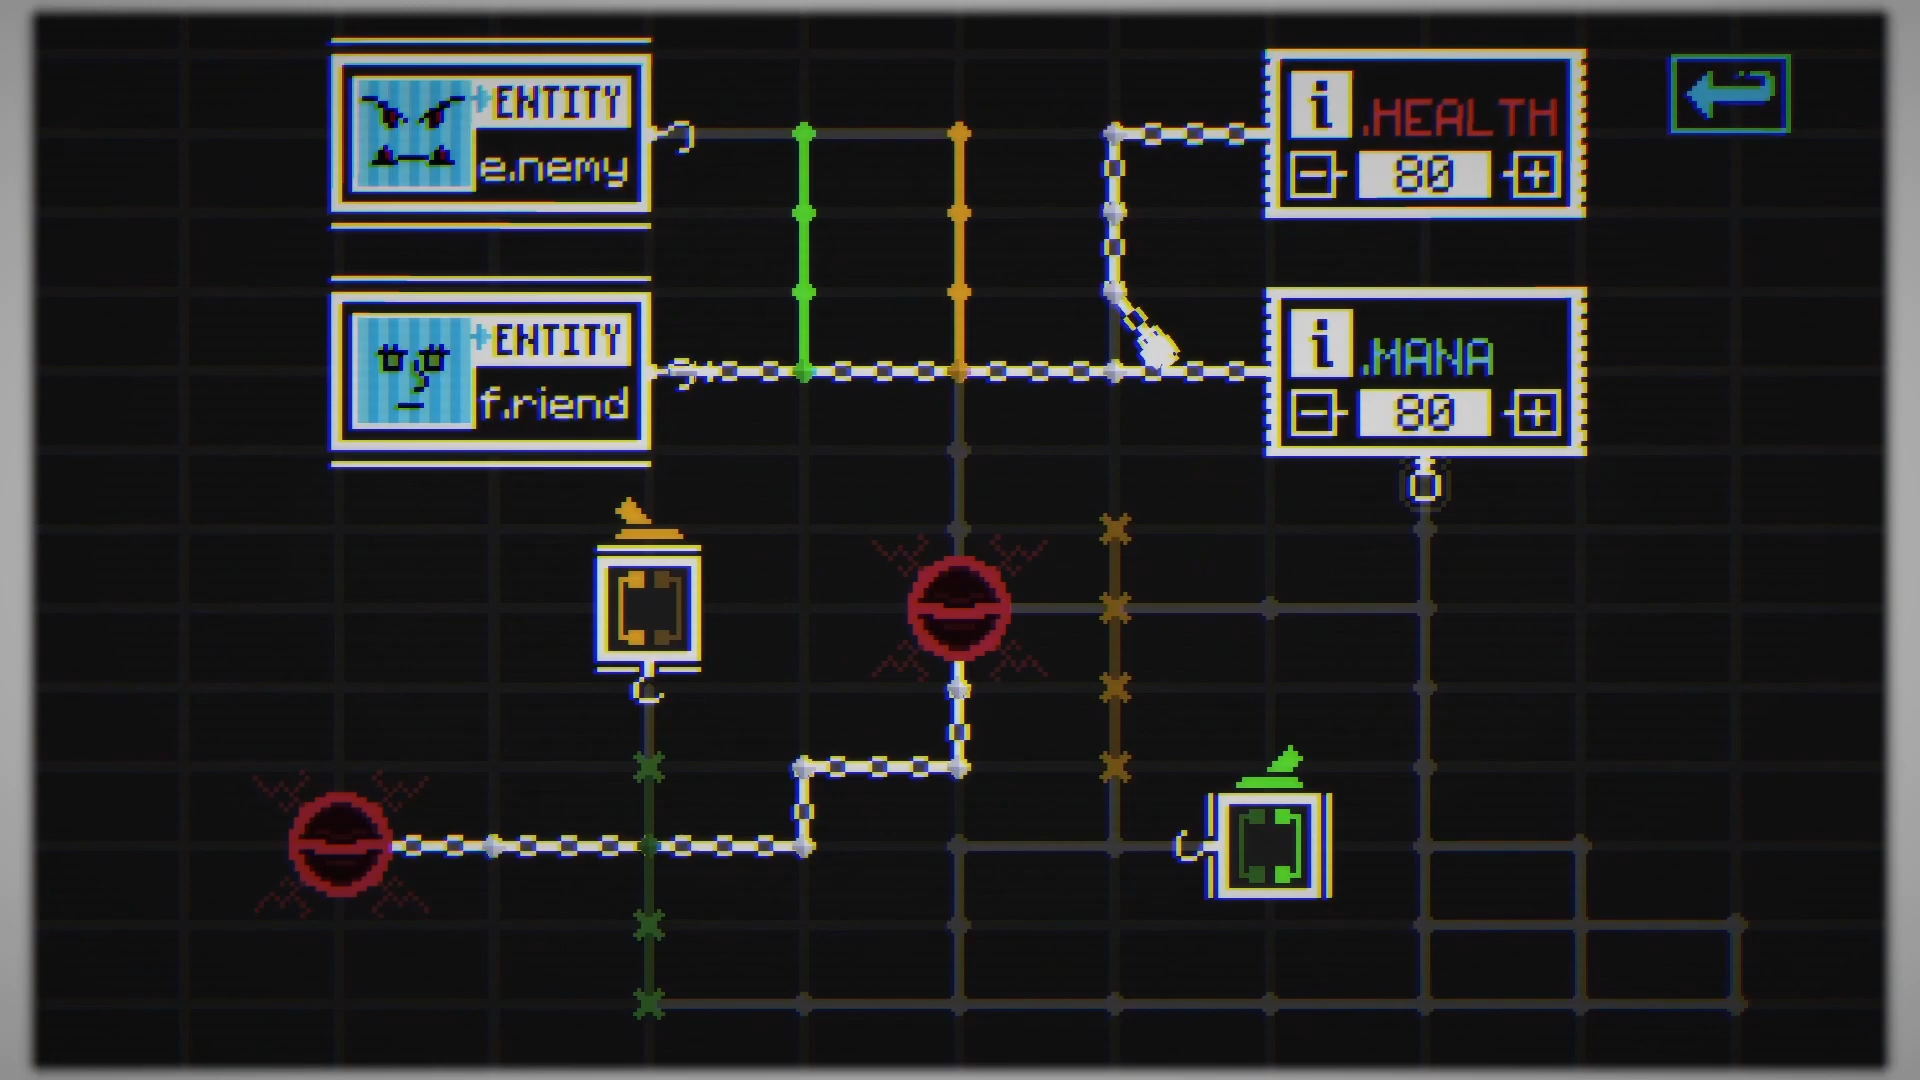 ENTITY
e.nemy
i .HEALTH
- 80 +
ENTITY
f.riend
i .MANA
- 80 +